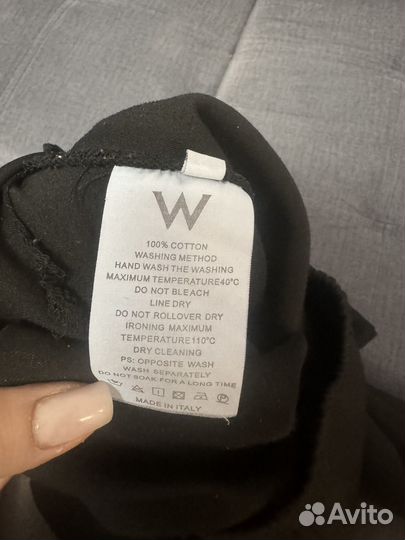 W
100% COTTON
WASHING METHOD
HAND WASH THE WASHING
MAXIMUM TEMPERATURE40°C
DO NOT BLEACH
LINE DRY
DO NOT ROLLOVER DRY
IRONING MAXIMUM
TEMPERATURE110°C
DRY CLEANING
PS: OPPOSITE WASH
WASH SEPARATELY
DO NOT SOAK FOR A LONG TIME
MADE IN ITALY
Avito